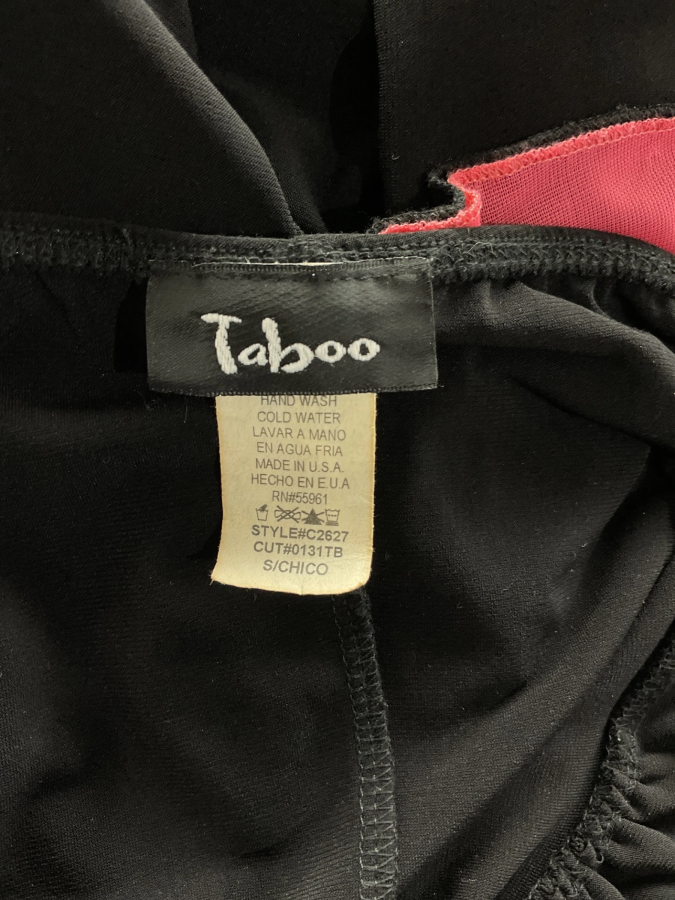 Taboo
HAND WASH
COLD WATER
LAVAR A MANO
EN AGUA FRIA
MADE IN U.S.A.
HECHO EN E.U.A
RN#55961
STYLE#C2627
CUT#0131TB
S/CHICO